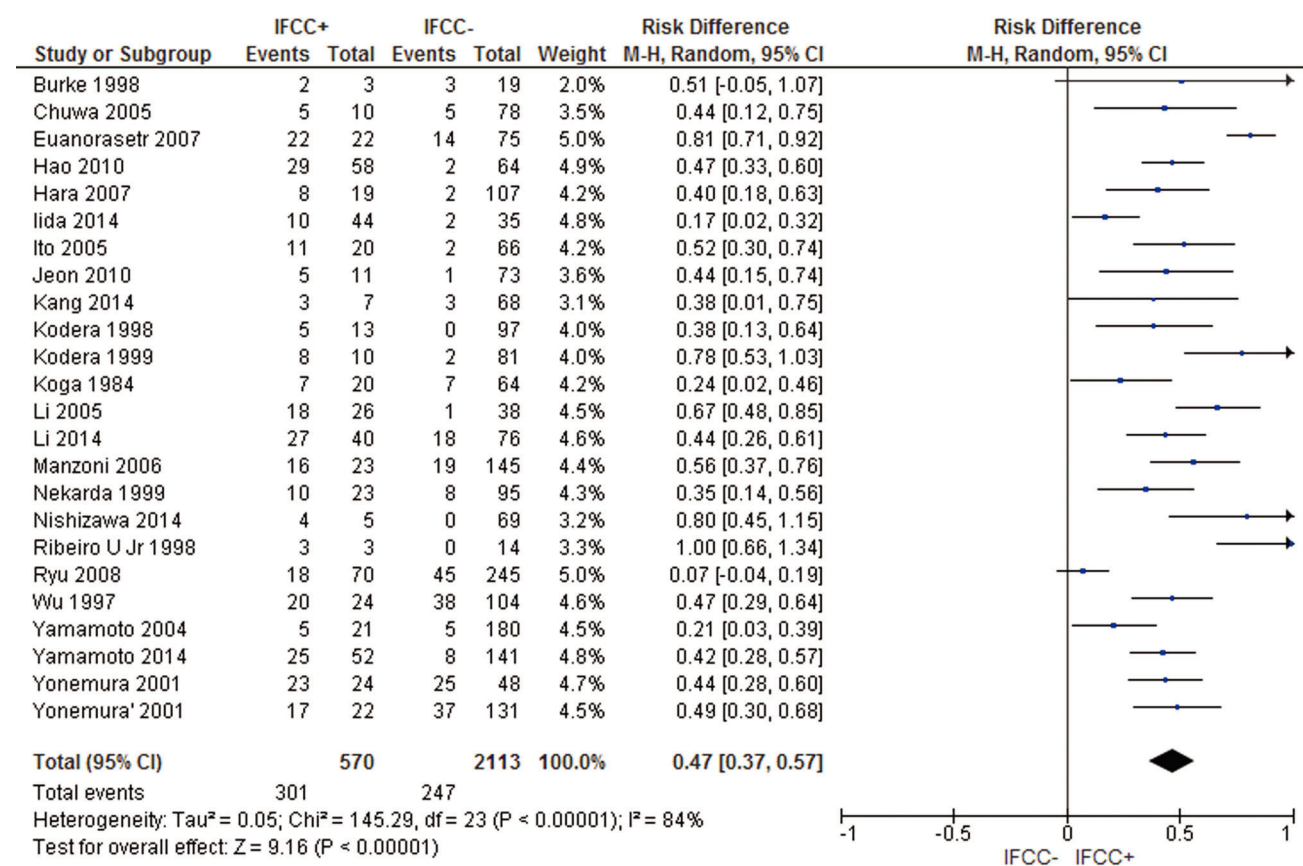 IFCC+ IFCC- Risk Difference Risk Difference
Study or Subgroup Events Total Events Total Weight M-H, Random, 95% CI M-H, Random, 95% CI
Burke 1998 2 3 3 19 2.0% 0.51 [-0.05, 1.07]
Chuwa 2005 5 10 5 78 3.5% 0.44 [0.12, 0.75]
Euanorasetr 2007 22 22 14 75 5.0% 0.81 [0.71, 0.92]
Hao 2010 29 58 2 64 4.9% 0.47 [0.33, 0.60]
Hara 2007 8 19 2 107 4.2% 0.40 [0.18, 0.63]
Iida 2014 10 44 2 35 4.8% 0.17 [0.02, 0.32]
Ito 2005 11 20 2 66 4.2% 0.52 [0.30, 0.74]
Jeon 2010 5 11 1 73 3.6% 0.44 [0.15, 0.74]
Kang 2014 3 7 3 68 3.1% 0.38 [0.01, 0.75]
Kodera 1998 5 13 0 97 4.0% 0.38 [0.13, 0.64]
Kodera 1999 8 10 2 81 4.0% 0.78 [0.53, 1.03]
Koga 1984 7 20 7 64 4.2% 0.24 [0.02, 0.46]
Li 2005 18 26 1 38 4.5% 0.67 [0.48, 0.85]
Li 2014 27 40 18 76 4.6% 0.44 [0.26, 0.61]
Manzoni 2006 16 23 19 145 4.4% 0.56 [0.37, 0.76]
Nekarda 1999 10 23 8 95 4.3% 0.35 [0.14, 0.56]
Nishizawa 2014 4 5 0 69 3.2% 0.80 [0.45, 1.15]
Ribeiro U Jr 1998 3 3 0 14 3.3% 1.00 [0.66, 1.34]
Ryu 2008 18 70 45 245 5.0% 0.07 [-0.04, 0.19]
Wu 1997 20 24 38 104 4.6% 0.47 [0.29, 0.64]
Yamamoto 2004 5 21 5 180 4.5% 0.21 [0.03, 0.39]
Yamamoto 2014 25 52 8 141 4.8% 0.42 [0.28, 0.57]
Yonemura 2001 23 24 25 48 4.7% 0.44 [0.28, 0.60]
Yonemura' 2001 17 22 37 131 4.5% 0.49 [0.30, 0.68]
Total (95% CI) 570 2113 100.0% 0.47 [0.37, 0.57]
Total events 301 247
Heterogeneity: Tau² = 0.05; Chi² = 145.29, df = 23 (P < 0.00001); I² = 84%
Test for overall effect: Z = 9.16 (P < 0.00001)
-1 -0.5 0 0.5 1
IFCC- IFCC+